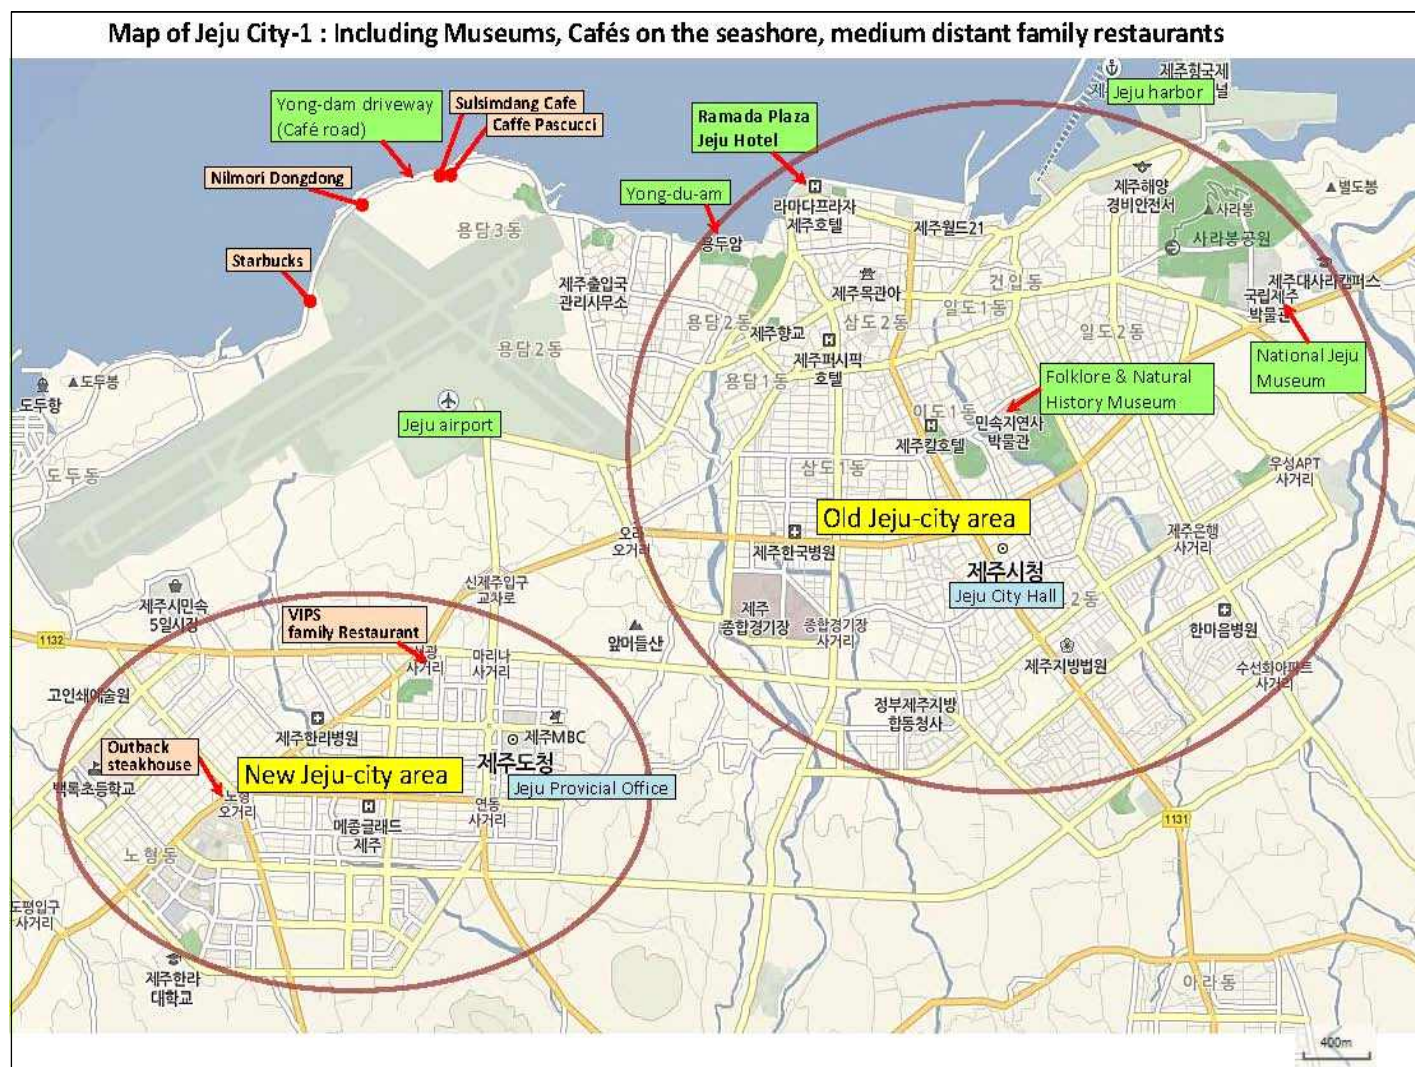 Map of Jeju City-1 : Including Museums, Cafés on the seashore, medium distant family restaurants
Yong-dam driveway
(Café road)
Sulsimdang Cafe
Caffe Pascucci
Nilmori Dongdong
Starbucks
Ramada Plaza
Jeju Hotel
Yong-du-am
Jeju harbor
제주해양
경비안전서
별도봉
사라봉
사라봉공원
라마다프라자
제주호텔
제주월드21
용두암
용담3동
제주출입국
관리사무소
제주목관아
건입동
제주대사라캠퍼스
국립제주
박물관
용담2동
제주향교
삼도2동
일도1동
일도2동
용담2동
제주퍼시픽
호텔
용담1동
National Jeju
Museum
Folklore & Natural
History Museum
도두봉
도두항
Jeju airport
이도1동
제주칼호텔
민속자연사
박물관
도두동
삼도1동
우성APT
사거리
Old Jeju-city area
오라
오거리
제주한국병원
제주은행
사거리
제주시청
Jeju City Hall
2동
신제주입구
교차로
제주시민속
5일시장
VIPS
family Restaurant
제주
종합경기장
종합경기장
사거리
한마음병원
1132
사거리
마리나
사거리
앞머들산
제주지방법원
수선화아파트
사거리
고인쇄예술원
정부제주지방
합동청사
제주한라병원
제주MBC
Outback
steakhouse
New Jeju-city area
제주도청
Jeju Provicial Office
백록초등학교
노형
오거리
메종글래드
제주
연동
사거리
1131
노형동
도평입구
사거리
제주한라
대학교
아라동
400m